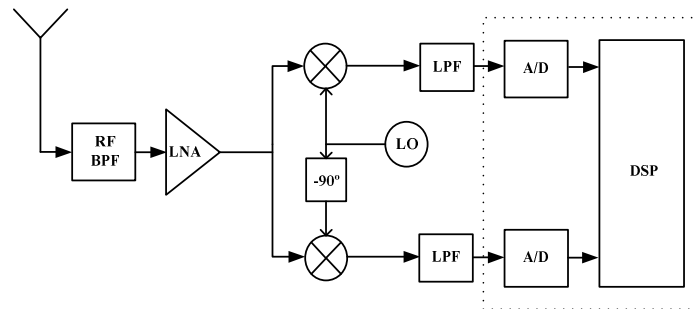 LPF
A/D
RF
BPF
LNA
LO
-90º
DSP
LPF
A/D